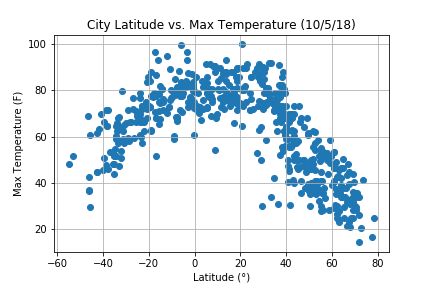 City Latitude vs. Max Temperature (10/5/18)
100
80
60
40
20
Max Temperature (F)
−60 −40 −20 0 20 40 60 80
Latitude (°)